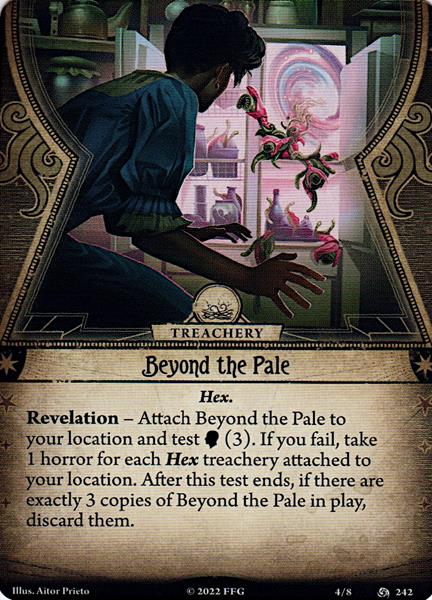 TREACHERY
Beyond the Pale
Hex.
Revelation – Attach Beyond the Pale to
your location and test (3). If you fail, take
1 horror for each Hex treachery attached to
your location. After this test ends, if there are
exactly 3 copies of Beyond the Pale in play,
discard them.
Illus. Aitor Prieto © 2022 FFG 4/8 242